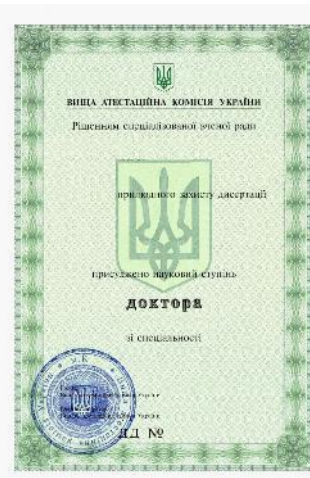 ВИЩА АТЕСТАЦІЙНА КОМІСІЯ УКРАЇНИ
Рішенням спеціалізованої вченої ради
прилюдного захисту дисертації
присуджено науковий ступінь
доктора
зі спеціальності
ДД №